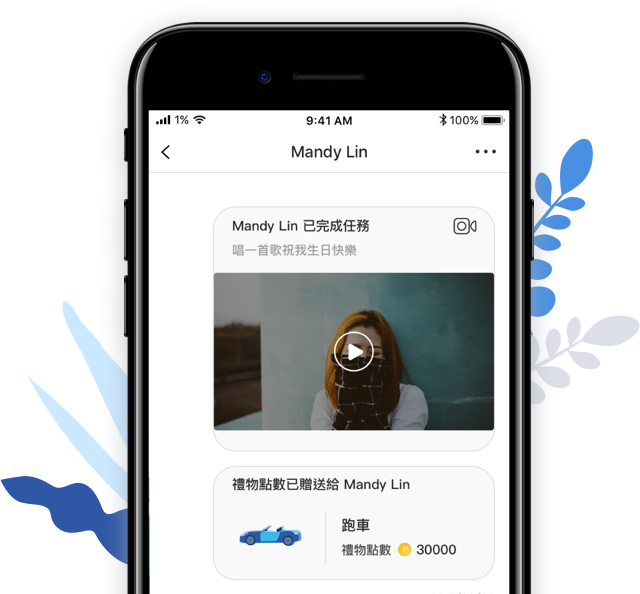 1%
9:41 AM
100%
Mandy Lin
Mandy Lin 已完成任務
唱一首歌祝我生日快樂
禮物點數已贈送給 Mandy Lin
跑車
禮物點數 P 30000